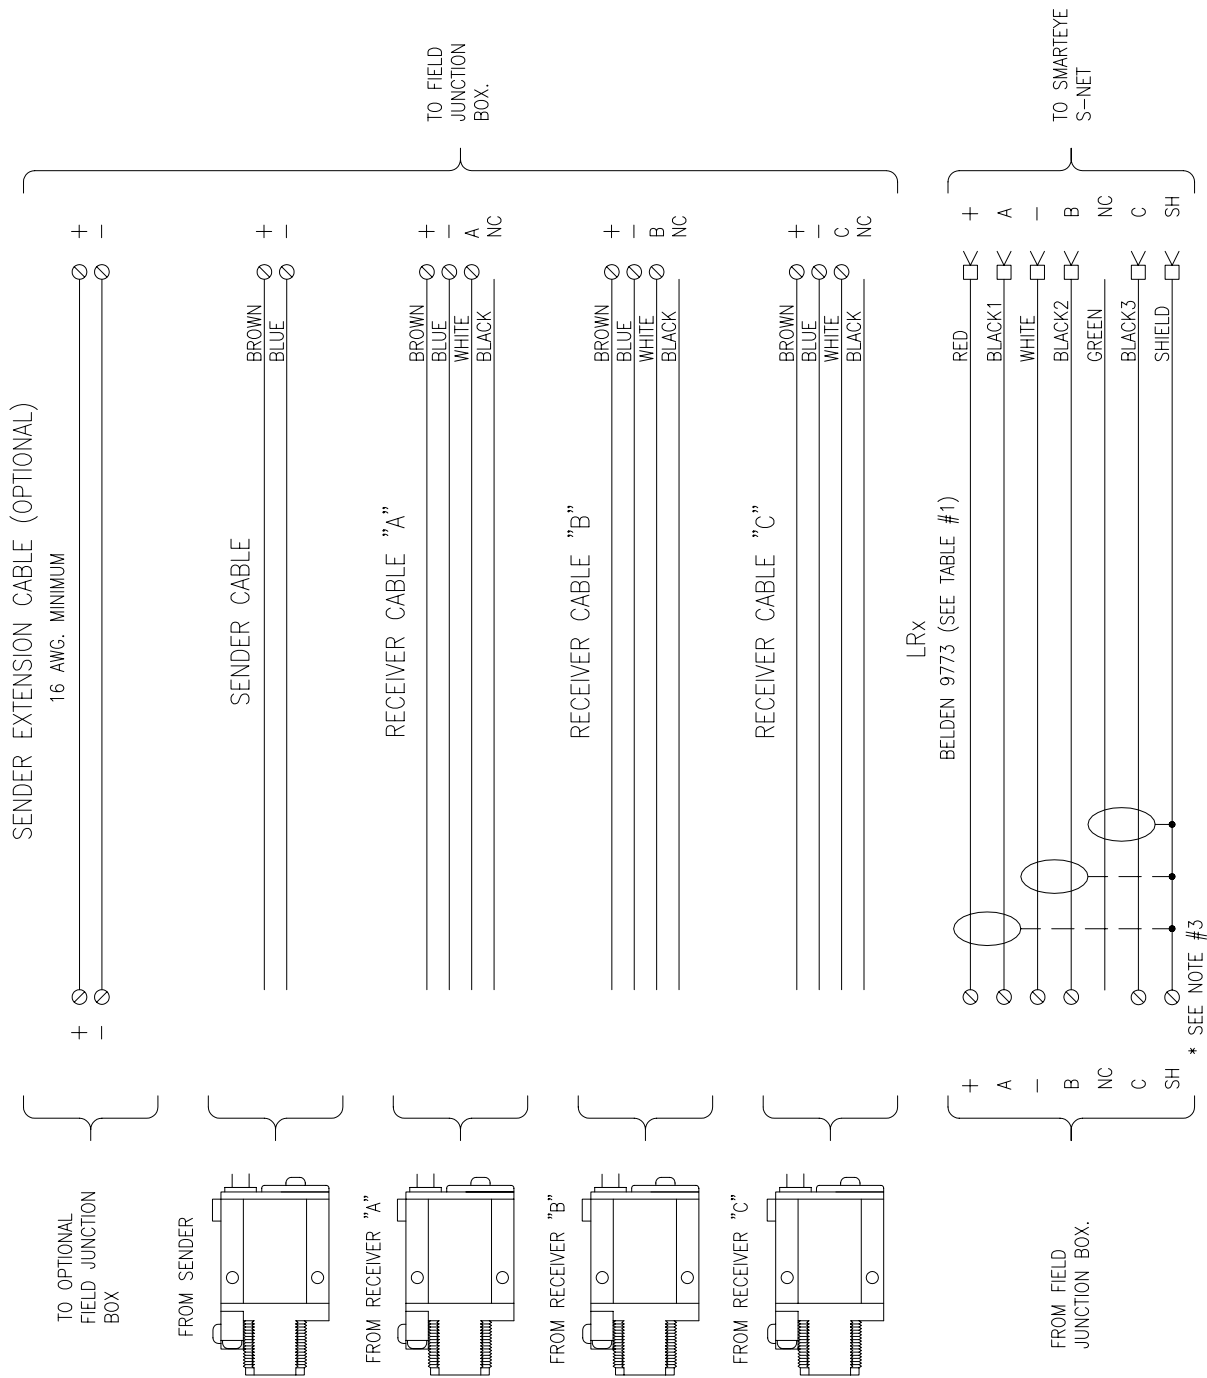 SENDER EXTENSION CABLE (OPTIONAL)
16 AWG. MINIMUM
TO OPTIONAL
FIELD JUNCTION
BOX
+
−
+
−
TO FIELD
JUNCTION
BOX.
SENDER CABLE
FROM SENDER
BROWN
BLUE
+
−
RECEIVER CABLE "A"
FROM RECEIVER "A"
BROWN
BLUE
WHITE
BLACK
+
−
A
NC
RECEIVER CABLE "B"
FROM RECEIVER "B"
BROWN
BLUE
WHITE
BLACK
+
−
B
NC
RECEIVER CABLE "C"
FROM RECEIVER "C"
BROWN
BLUE
WHITE
BLACK
+
−
C
NC
LRx
BELDEN 9773 (SEE TABLE #1)
FROM FIELD
JUNCTION BOX.
+
A
−
B
NC
C
SH
RED
BLACK1
WHITE
BLACK2
GREEN
BLACK3
SHIELD
+
A
−
B
NC
C
SH
TO SMARTEYE
S−NET
* SEE NOTE #3